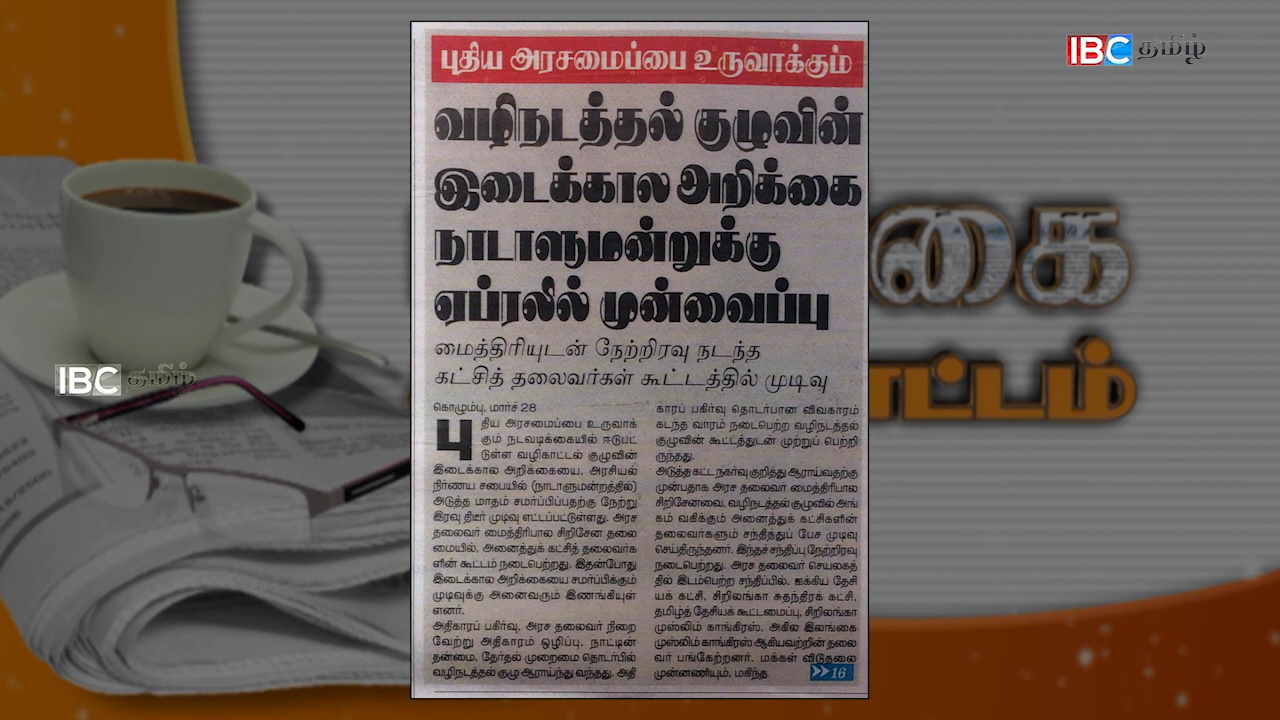 IBC தமிழ்
புதிய அரசமைப்பை உருவாக்கும்
வழிநடத்தல் குழுவின்
இடைக்கால அறிக்கை
நாடாளுமன்றுக்கு
ஏப்ரலில் முன்வைப்பு
மைத்திரியுடன் நேற்றிரவு நடந்த
கட்சித் தலைவர்கள் கூட்டத்தில் முடிவு
கொழும்பு, மார்ச் 28
புதிய அரசமைப்பை உருவாக்
கும் நடவடிக்கையில் ஈடுபட்
டுள்ள வழிகாட்டல் குழுவின்
இடைக்கால அறிக்கையை, அரசியல்
நிர்ணய சபையில் (நாடாளுமன்றத்தில்)
அடுத்த மாதம் சமர்ப்பிப்பதற்கு நேற்று
இரவு திடீர் முடிவு எட்டப்பட்டுள்ளது. அரச
தலைவர் மைத்திரிபால சிறிசேன தலை
மையில், அனைத்துக் கட்சித் தலைவர்க
ளின் கூட்டம் நடைபெற்றது. இதன்போது
இடைக்கால அறிக்கையை சமர்ப்பிக்கும்
முடிவுக்கு அனைவரும் இணங்கியுள்
ளனர்.
அதிகாரப் பகிர்வு, அரச தலைவர் நிறை
வேற்று அதிகாரம் ஒழிப்பு, நாட்டின்
தன்மை, தேர்தல் முறைமை தொடர்பில்
வழிநடத்தல் குழு ஆராய்ந்து வந்தது. அதி
காரப் பகிர்வு தொடர்பான விவகாரம்
கடந்த வாரம் நடைபெற்ற வழிநடத்தல்
குழுவின் கூட்டத்துடன் முற்றுப் பெற்றி
ருந்தது.
அடுத்த கட்ட நகர்வு குறித்து ஆராய்வதற்கு
முன்பதாக அரச தலைவர் மைத்திரிபால
சிறிசேனவை, வழிநடத்தல் குழுவில் அங்
கம் வகிக்கும் அனைத்துக் கட்சிகளின்
தலைவர்களும் சந்தித்துப் பேச முடிவு
செய்திருந்தனர். இந்தச் சந்திப்பு நேற்றிரவு
நடைபெற்றது. அரச தலைவர் செயலகத்
தில் இடம்பெற்ற சந்திப்பில், ஐக்கிய தேசி
யக் கட்சி, சிறிலங்கா சுதந்திரக் கட்சி,
தமிழ்த் தேசியக் கூட்டமைப்பு, சிறிலங்கா
முஸ்லிம் காங்கிரஸ், அகில இலங்கை
முஸ்லிம் காங்கிரஸ் ஆகியவற்றின் தலை
வர் பங்கேற்றனர். மக்கள் விடுதலை
முன்னணியும், மகிந்த
16
IBC தமிழ்
கை
ட்டம்